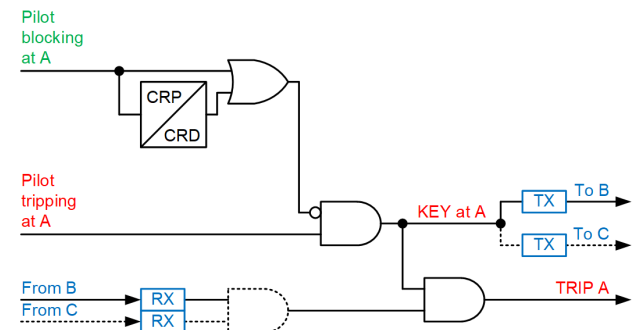 Pilot
blocking
at A
CRP
CRD
Pilot
tripping
at A
KEY at A
TX
To B
TX
To C
From B
RX
From C
RX
TRIP A